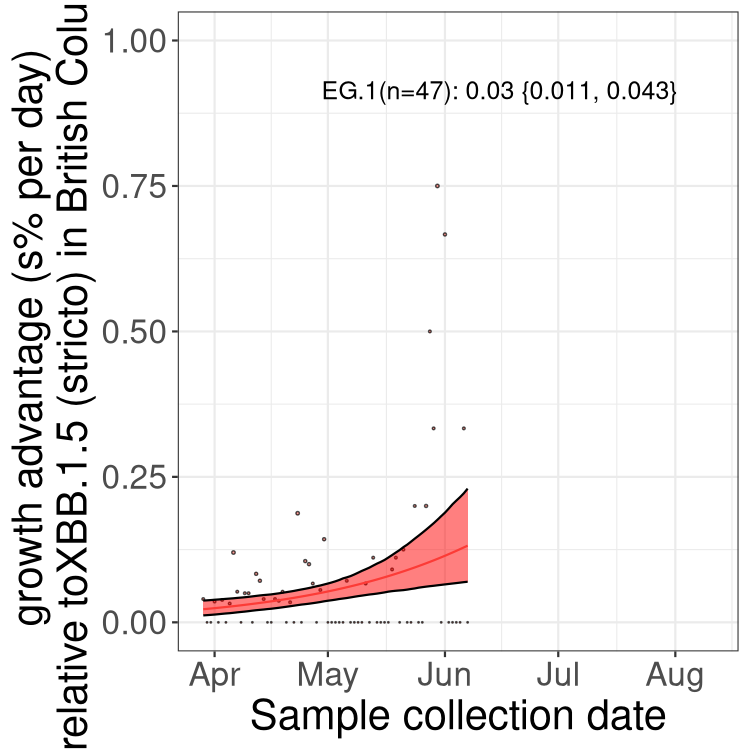 growth advantage (s% per day)
relative toXBB.1.5 (stricto) in British Colu
1.00
0.75
0.50
0.25
0.00
EG.1(n=47): 0.03 {0.011, 0.043}
Apr May Jun Jul Aug
Sample collection date